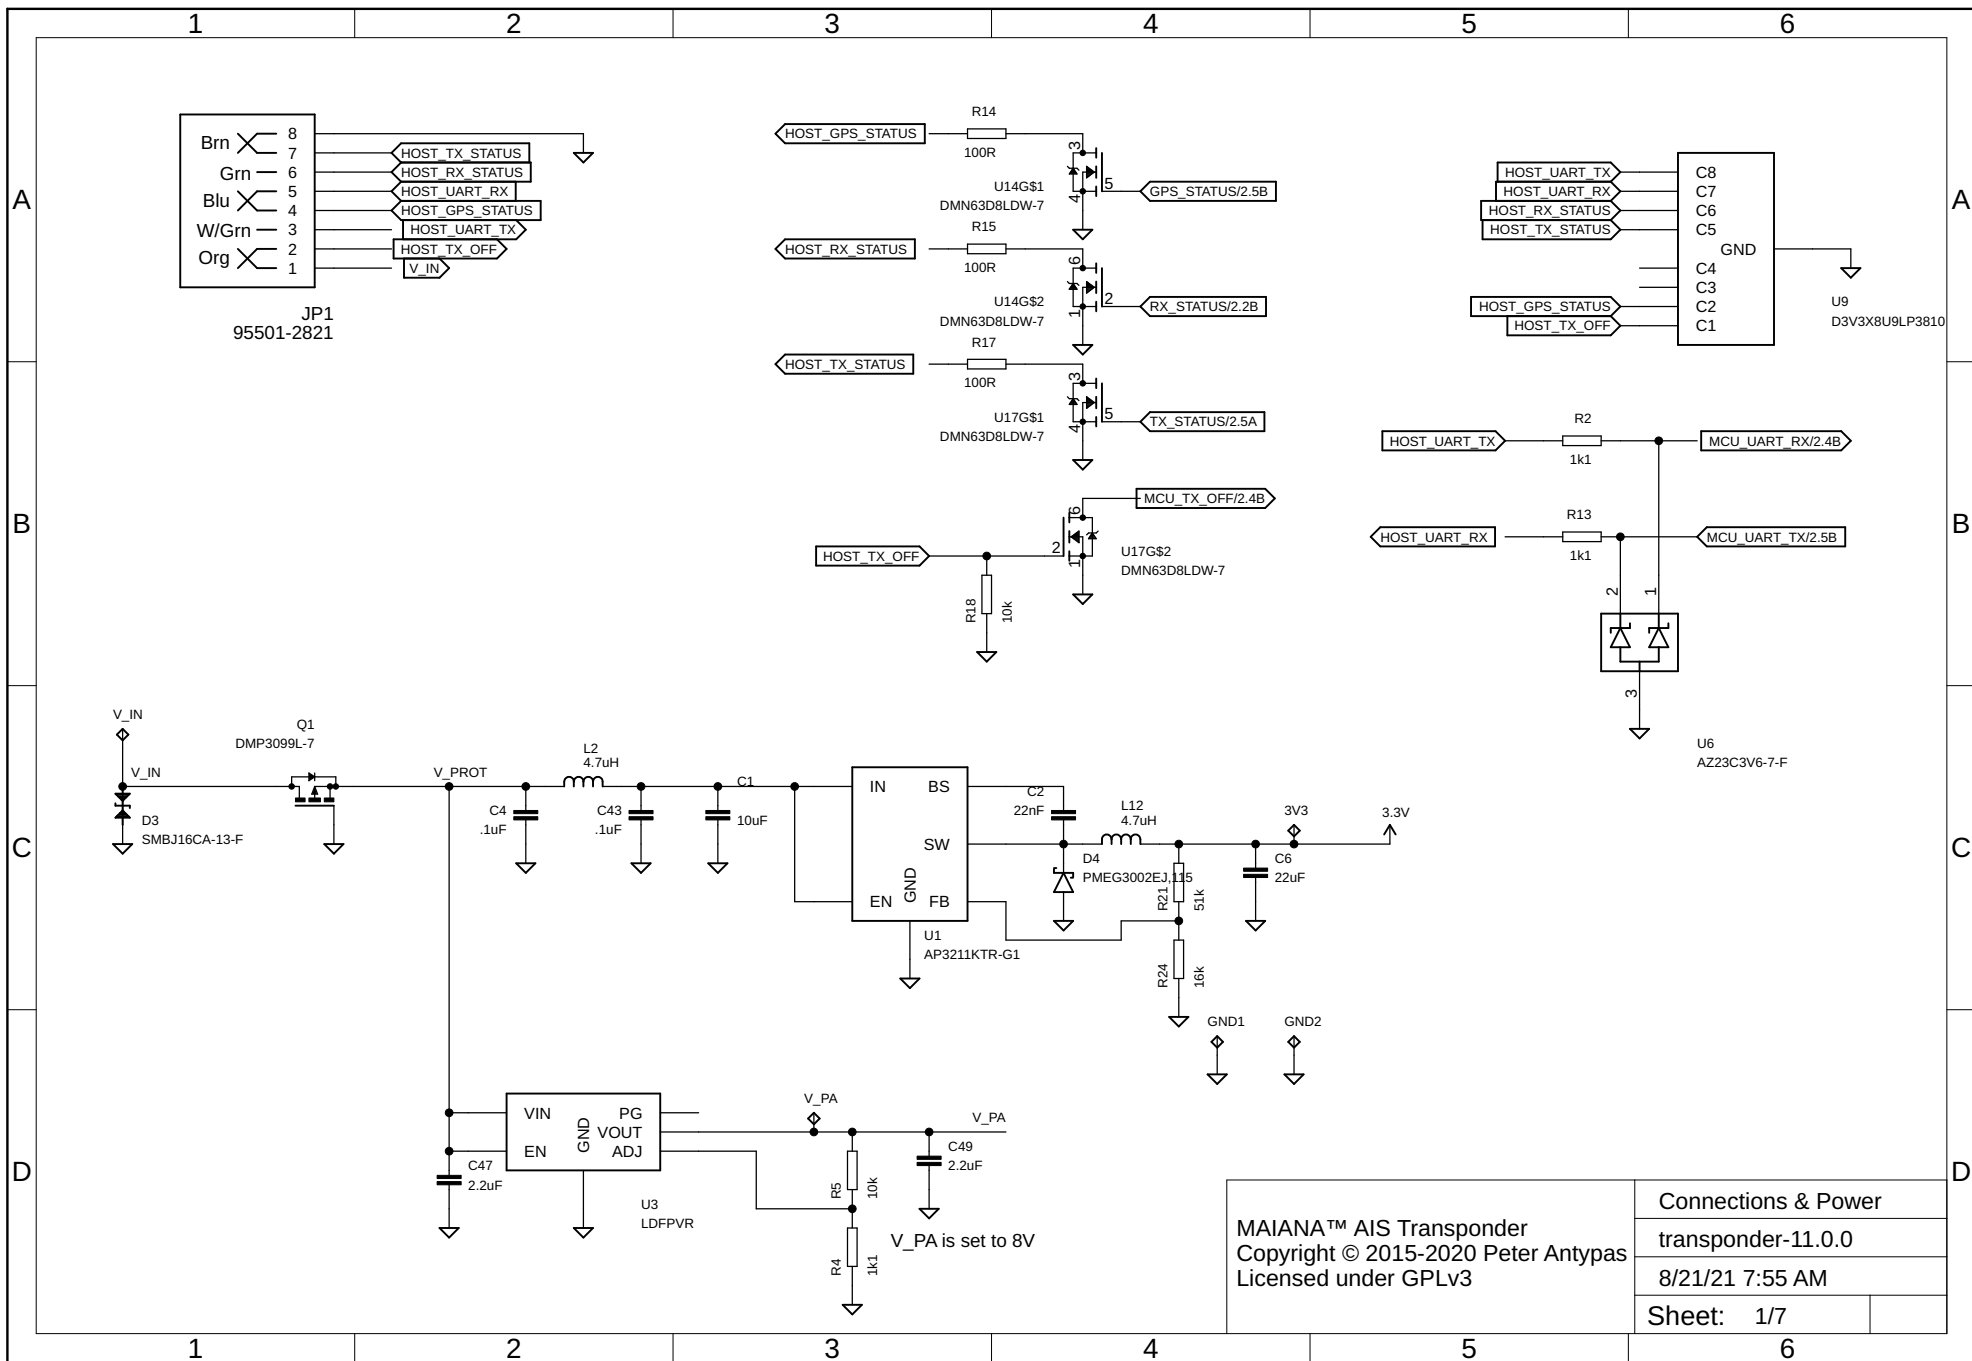 1 2 3 4 5 6
A
A
B
B
C
C
D
D
Brn
Grn
Blu
W/Grn
Org
8
7
6
5
4
3
2
1
HOST_TX_STATUS
HOST_RX_STATUS
HOST_UART_RX
HOST_GPS_STATUS
HOST_UART_TX
HOST_TX_OFF
V_IN
JP1
95501-2821
HOST_GPS_STATUS
R14
100R
3
5
4
U14G$1
DMN63D8LDW-7
GPS_STATUS/2.5B
HOST_RX_STATUS
R15
100R
6
2
1
U14G$2
DMN63D8LDW-7
RX_STATUS/2.2B
HOST_TX_STATUS
R17
100R
3
5
4
U17G$1
DMN63D8LDW-7
TX_STATUS/2.5A
MCU_TX_OFF/2.4B
HOST_TX_OFF
6
2
1
U17G$2
DMN63D8LDW-7
R18
10k
HOST_UART_TX
HOST_UART_RX
HOST_RX_STATUS
HOST_TX_STATUS
HOST_GPS_STATUS
HOST_TX_OFF
C8
C7
C6
C5
GND
C4
C3
C2
C1
U9
D3V3X8U9LP3810
HOST_UART_TX
R2
1k1
MCU_UART_RX/2.4B
HOST_UART_RX
R13
1k1
MCU_UART_TX/2.5B
2
1
3
U6
AZ23C3V6-7-F
V_IN
V_IN
D3
SMBJ16CA-13-F
Q1
DMP3099L-7
V_PROT
C4
.1uF
L2
4.7uH
C43
.1uF
C1
10uF
IN
BS
SW
EN
GND
FB
U1
AP3211KTR-G1
C2
22nF
L12
4.7uH
D4
PMEG3002EJ,115
R21
51k
R24
16k
3V3
3.3V
C6
22uF
GND1
GND2
VIN
PG
GND
VOUT
EN
ADJ
C47
2.2uF
U3
LDFPVR
V_PA
V_PA
R5
10k
C49
2.2uF
R4
1k1
V_PA is set to 8V
MAIANA™ AIS Transponder
Copyright © 2015-2020 Peter Antypas
Licensed under GPLv3
Connections & Power
transponder-11.0.0
8/21/21 7:55 AM
Sheet: 1/7
1 2 3 4 5 6